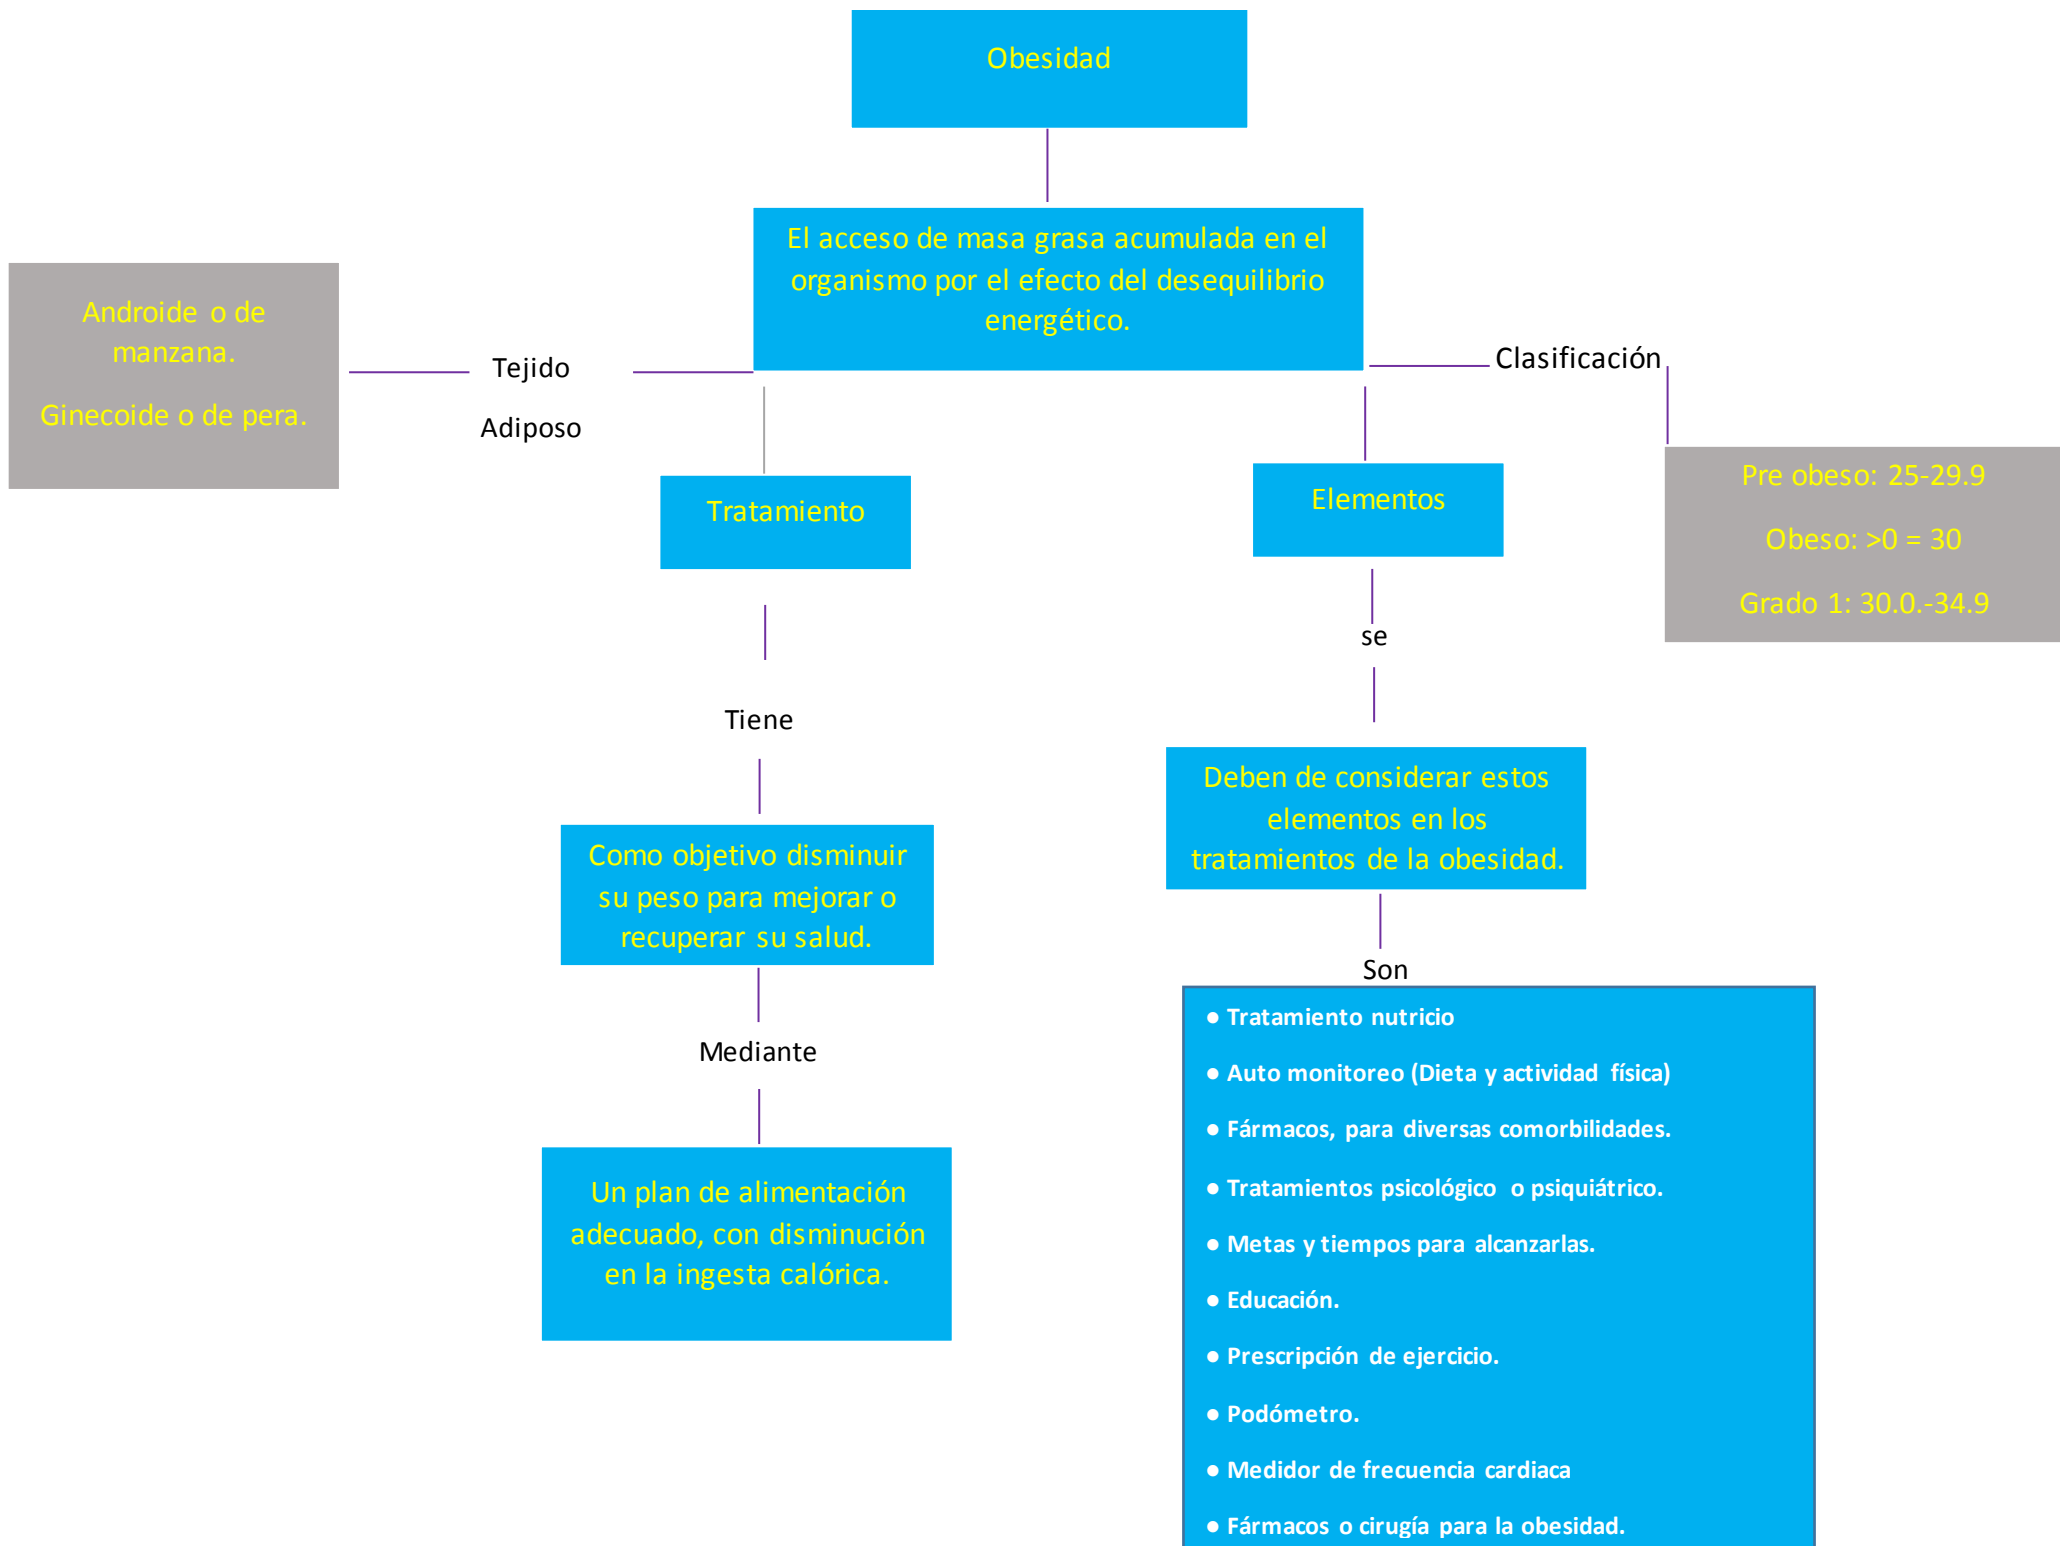 Obesidad
El acceso de masa grasa acumulada en el
organismo por el efecto del desequilibrio
energético.
Androide o de
manzana.
Ginecoide o de pera.
Tejido
Adiposo
Clasificación
Pre obeso: 25-29.9
Obeso: >0 = 30
Grado 1: 30.0.-34.9
Tratamiento
Tiene
Como objetivo disminuir
su peso para mejorar o
recuperar su salud.
Mediante
Un plan de alimentación
adecuado, con disminución
en la ingesta calórica.
Elementos
se
Deben de considerar estos
elementos en los
tratamientos de la obesidad.
Son
● Tratamiento nutricio
● Auto monitoreo (Dieta y actividad física)
● Fármacos, para diversas comorbilidades.
● Tratamientos psicológico o psiquiátrico.
● Metas y tiempos para alcanzarlas.
● Educación.
● Prescripción de ejercicio.
● Podómetro.
● Medidor de frecuencia cardiaca
● Fármacos o cirugía para la obesidad.